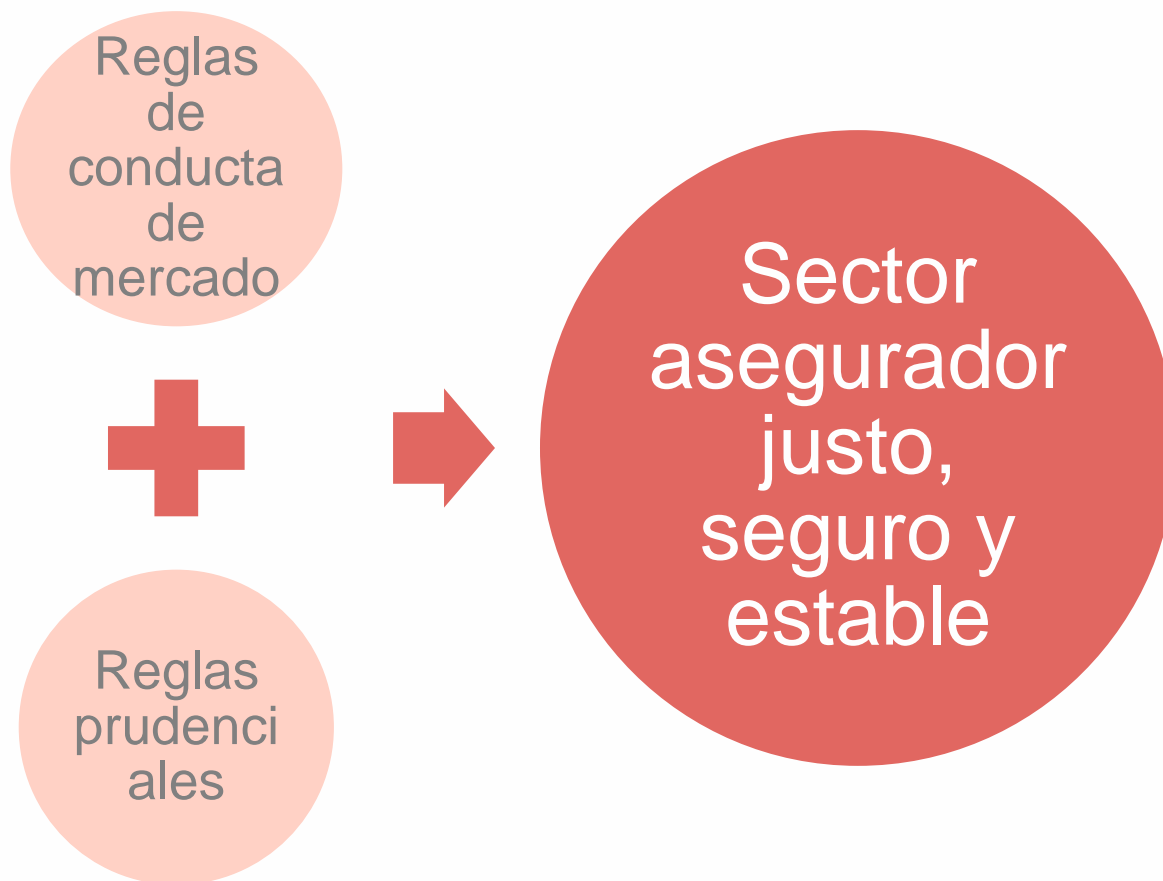 Reglas
de
conducta
de
mercado
Reglas
prudenci
ales
Sector
asegurador
justo,
seguro y
estable